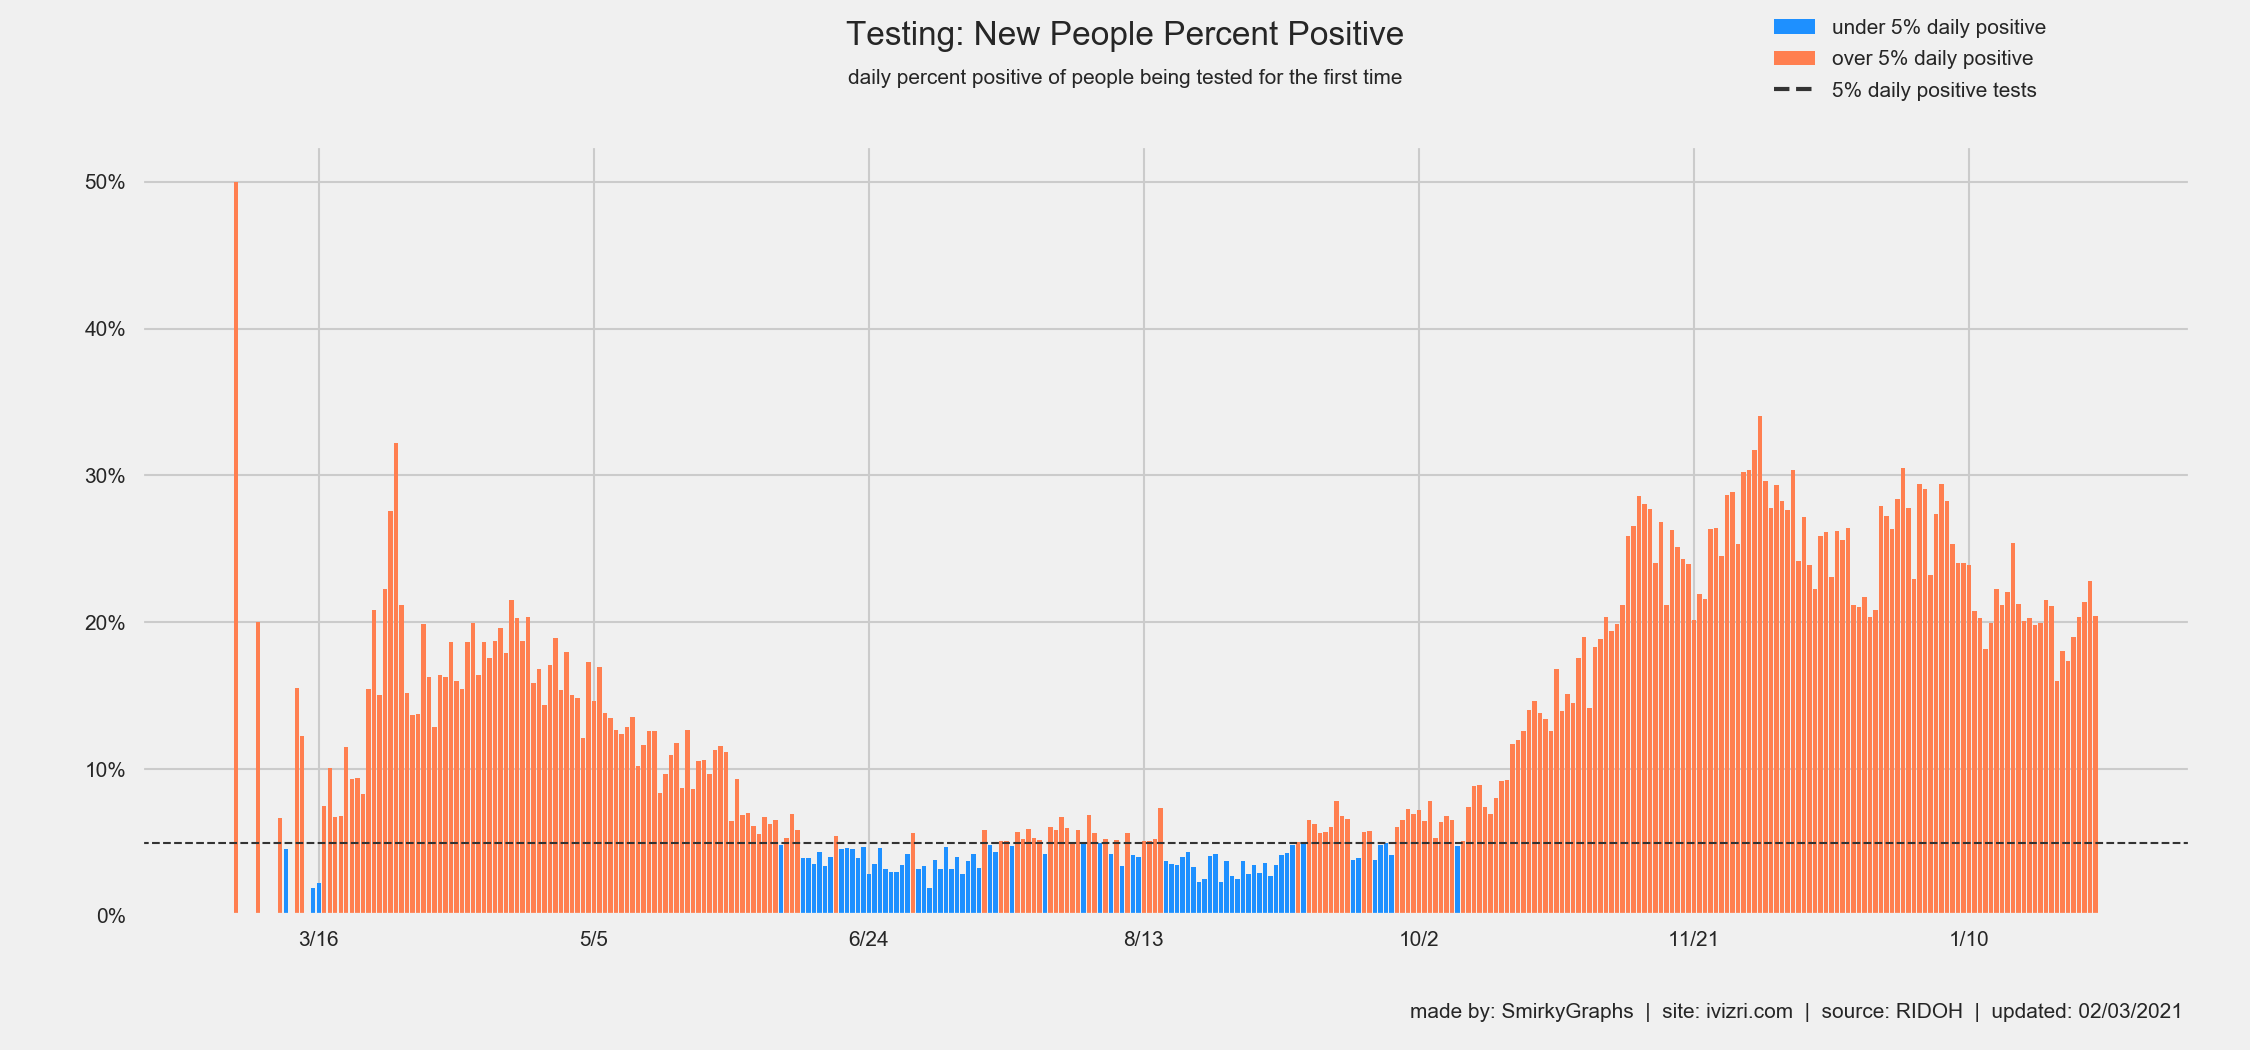 Testing: New People Percent Positive
daily percent positive of people being tested for the first time
under 5% daily positive
over 5% daily positive
5% daily positive tests
50%
40%
30%
20%
10%
0%
3/16
5/5
6/24
8/13
10/2
11/21
1/10
made by: SmirkyGraphs | site: ivizri.com | source: RIDOH | updated: 02/03/2021